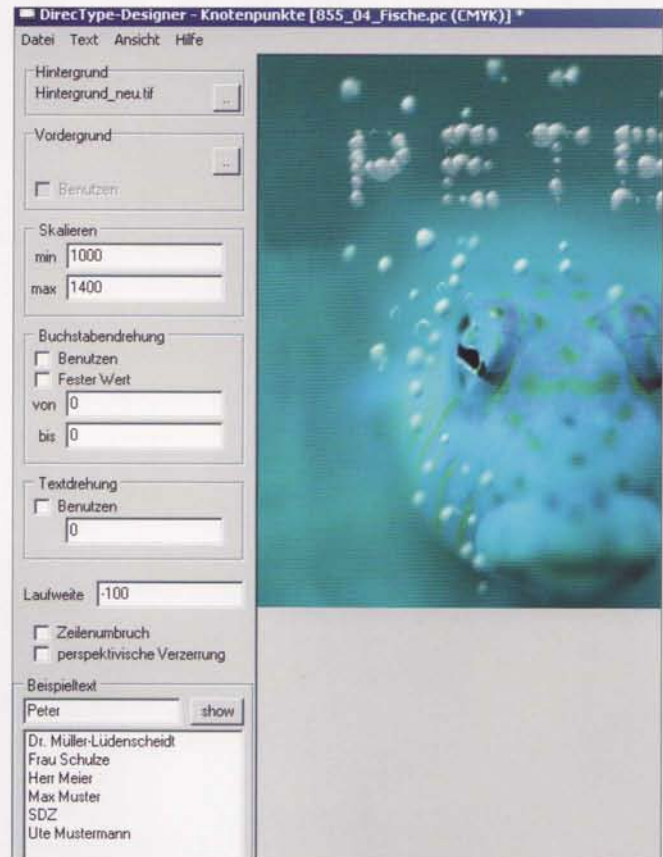 DirecType-Designer - Knotenpunkte [855_04_Fische.pc (CMYK)] *
Datei Text Ansicht Hilfe
Hintergrund
Hintergrund_neu.tif
..
Vordergrund
..
Benutzen
Skalieren
min 1000
max 1400
Buchstabendrehung
Benutzen
Fester Wert
von 0
bis 0
Textdrehung
Benutzen
0
Laufweite -100
Zeilenumbruch
perspektivische Verzerrung
Beispieltext
Peter show
Dr. Müller-Lüdenscheidt
Frau Schulze
Herr Meier
Max Muster
SDZ
Ute Mustermann
PETE